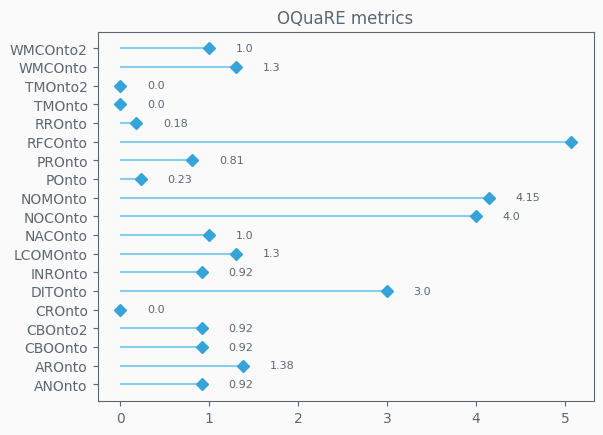 OQuaRE metrics
WMCOnto2 1.0
WMCOnto 1.3
TMOnto2 0.0
TMOnto 0.0
RROnto 0.18
RFCOnto
PROnto 0.81
POnto 0.23
NOMOnto 4.15
NOCOnto 4.0
NACOnto 1.0
LCOMOnto 1.3
INROnto 0.92
DITOnto 3.0
CROnto 0.0
CBOnto2 0.92
CBOOnto 0.92
AROnto 1.38
ANOnto 0.92
0 1 2 3 4 5